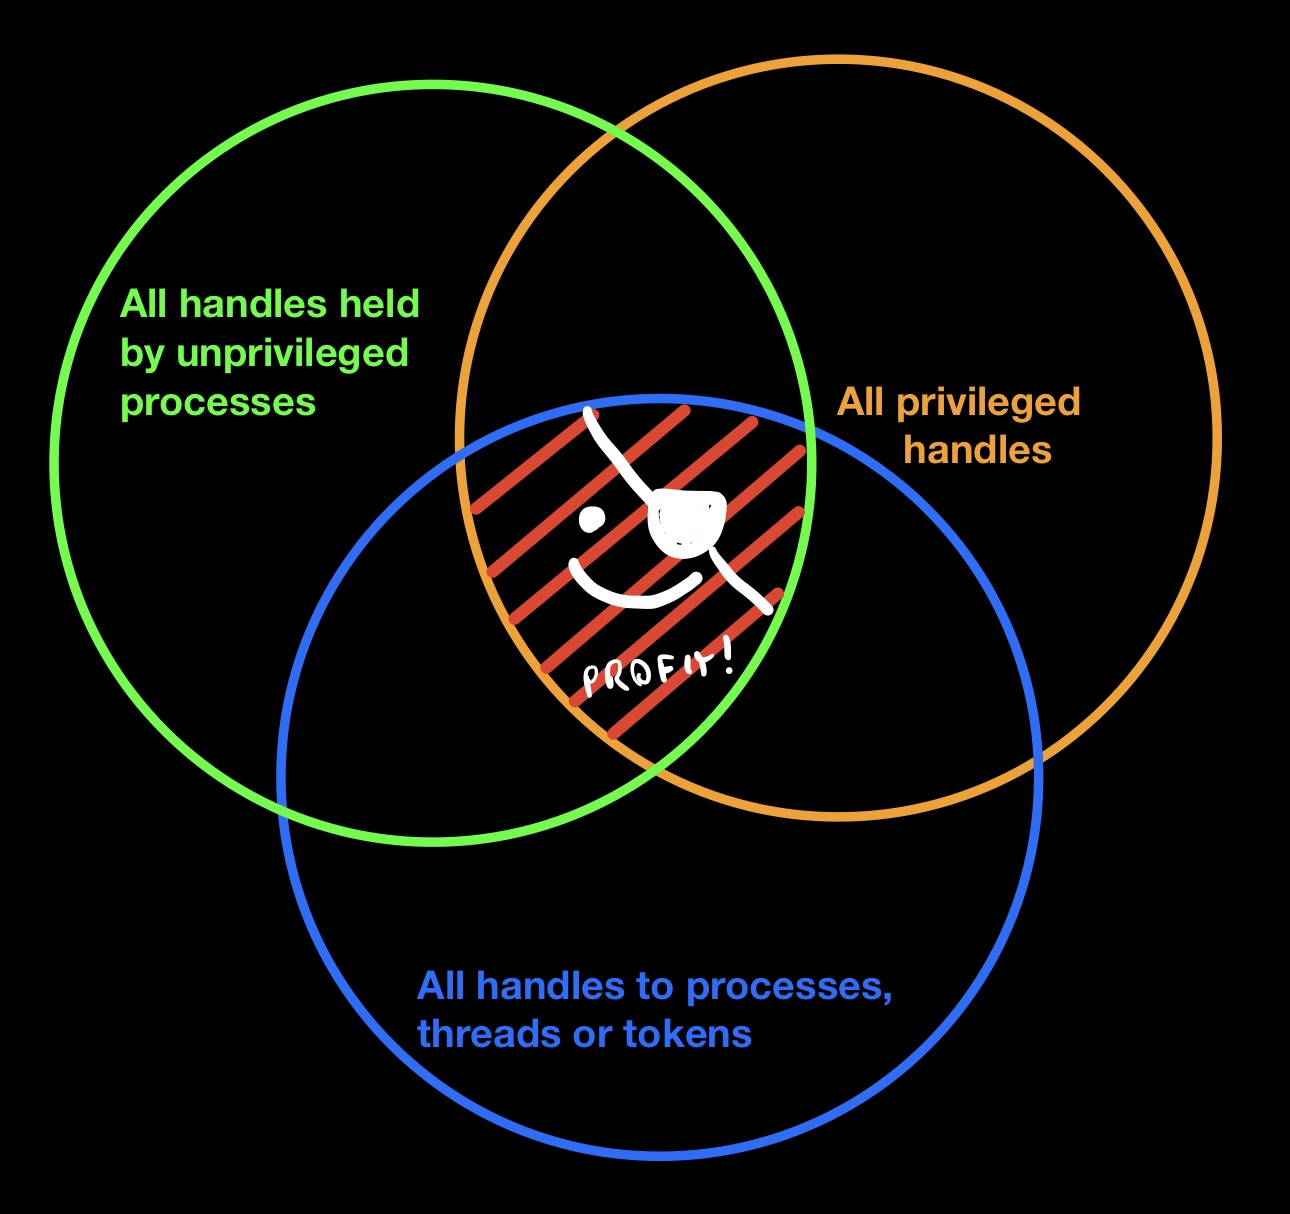 All handles held
by unprivileged
processes
All privileged
handles
PROFIT!
All handles to processes,
threads or tokens